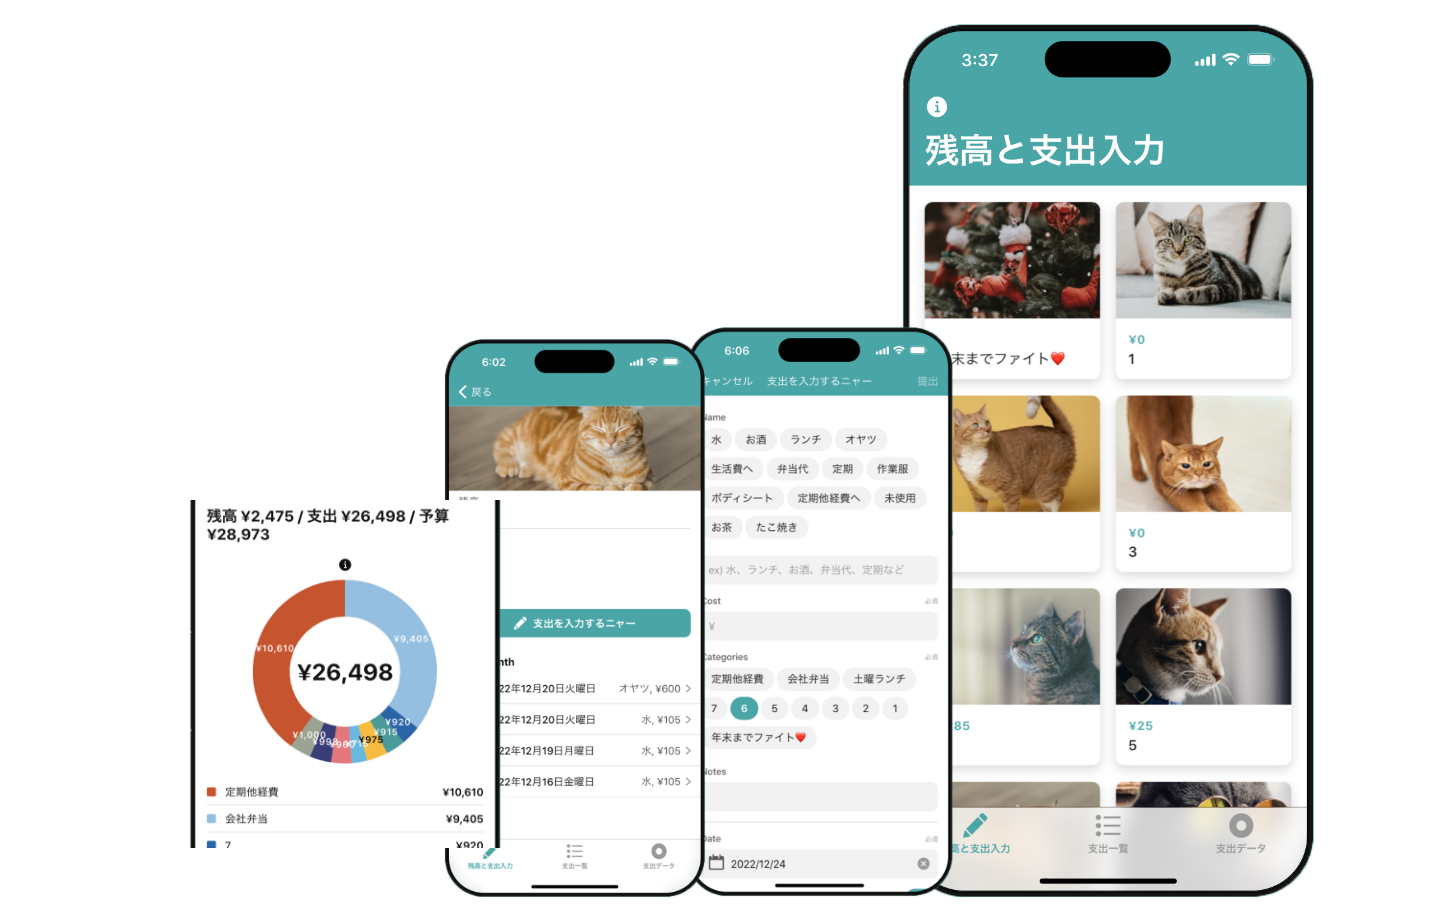 3:37
残高と支出入力
末までファイト❤️
¥0
1
¥0
3
85
¥25
5
高と支出入力
支出一覧
支出データ
6:06
キャンセル
支出を入力するニャー
提出
Name
水
お酒
ランチ
オヤツ
生活費へ
弁当代
定期
作業服
ボディシート
定期他経費へ
未使用
お茶
たこ焼き
ex) 水、ランチ、お酒、弁当代、定期など
Cost
必須
¥
Categories
必須
定期他経費
会社弁当
土曜ランチ
7
6
5
4
3
2
1
年末までファイト❤️
Notes
Date
必須
2022/12/24
6:02
戻る
支出を入力するニャー
nth
22年12月20日火曜日
オヤツ, ¥600
22年12月20日火曜日
水, ¥105
22年12月19日月曜日
水, ¥105
22年12月16日金曜日
水, ¥105
残高と支出入力
支出一覧
支出データ
残高 ¥2,475 / 支出 ¥26,498 / 予算
¥28,973
¥10,610
¥9,405
¥26,498
¥920
¥915
¥975
¥1,000
定期他経費
¥10,610
会社弁当
¥9,405
7
¥920